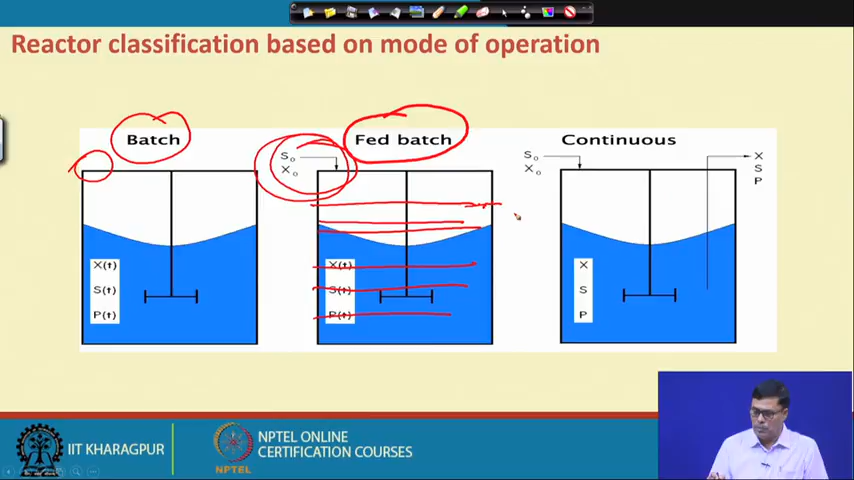 Reactor classification based on mode of operation
Batch
Fed batch
Continuous
S₀
X₀
S₀
X₀
X
S
P
X(t)
S(t)
P(t)
X(t)
S(t)
P(t)
X
S
P
IIT KHARAGPUR
NPTEL
NPTEL ONLINE
CERTIFICATION COURSES